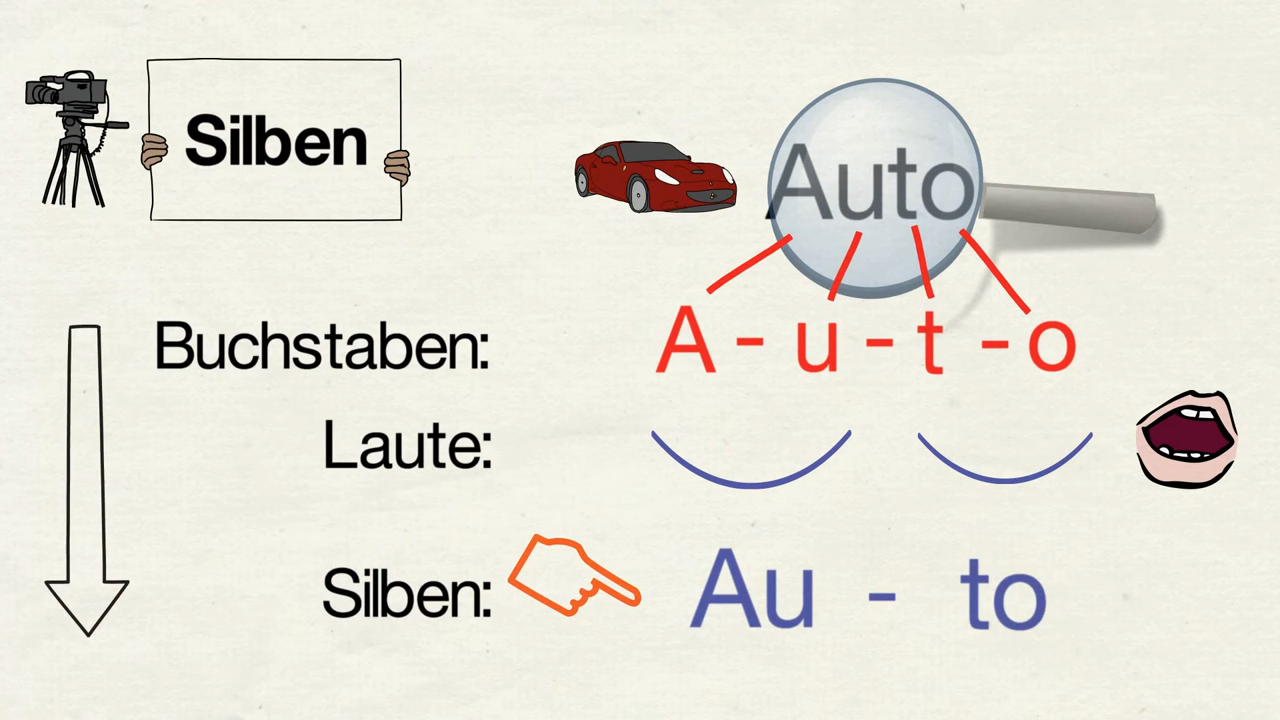 Silben
Auto
Buchstaben: A - u - t - o
Laute:
Silben: Au - to